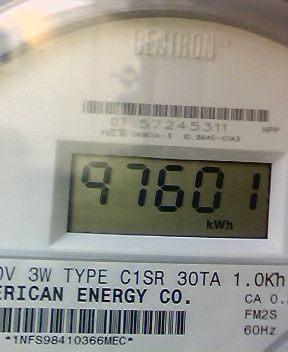 CENTRON
07 57245311 HPP
97601
kWh
0V 3W TYPE C1SR 30TA 1.0Kh
ERICAN ENERGY CO. CA 0.
FM2S
*1NFS98410366MEC* 60Hz